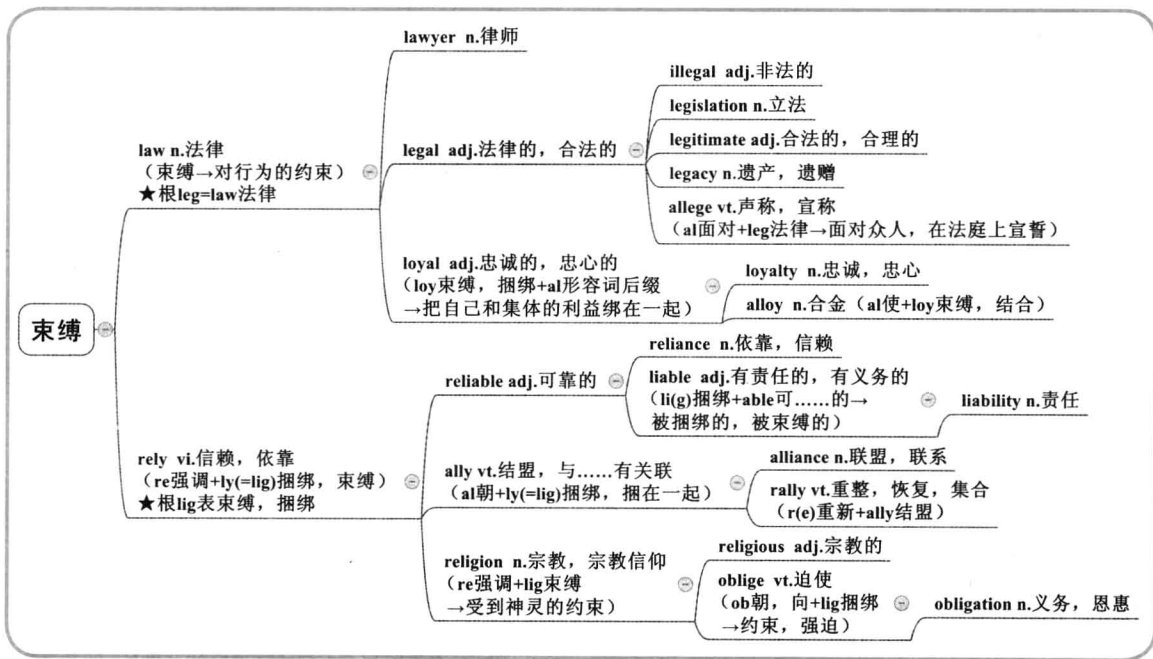 束缚
law n.法律
（束缚→对行为的约束）
★根leg=law法律
lawyer n.律师
legal adj.法律的，合法的
illegal adj.非法的
legislation n.立法
legitimate adj.合法的，合理的
legacy n.遗产，遗赠
allege vt.声称，宣称
（al面对+leg法律→面对众人，在法庭上宣誓）
loyal adj.忠诚的，忠心的
（loy束缚，捆绑+al形容词后缀
→把自己和集体的利益绑在一起）
loyalty n.忠诚，忠心
alloy n.合金（al使+loy束缚，结合）
rely vi.信赖，依靠
（re强调+ly(=lig)捆绑，束缚）
★根lig表束缚，捆绑
reliable adj.可靠的
reliance n.依靠，信赖
liable adj.有责任的，有义务的
（li(g)捆绑+able可……的→
被捆绑的，被束缚的）
liability n.责任
ally vt.结盟，与……有关联
（al朝+ly(=lig)捆绑，捆在一起）
alliance n.联盟，联系
rally vt.重整，恢复，集合
（r(e)重新+ally结盟）
religion n.宗教，宗教信仰
（re强调+lig束缚
→受到神灵的约束）
religious adj.宗教的
oblige vt.迫使
（ob朝，向+lig捆绑
→约束，强迫）
obligation n.义务，恩惠